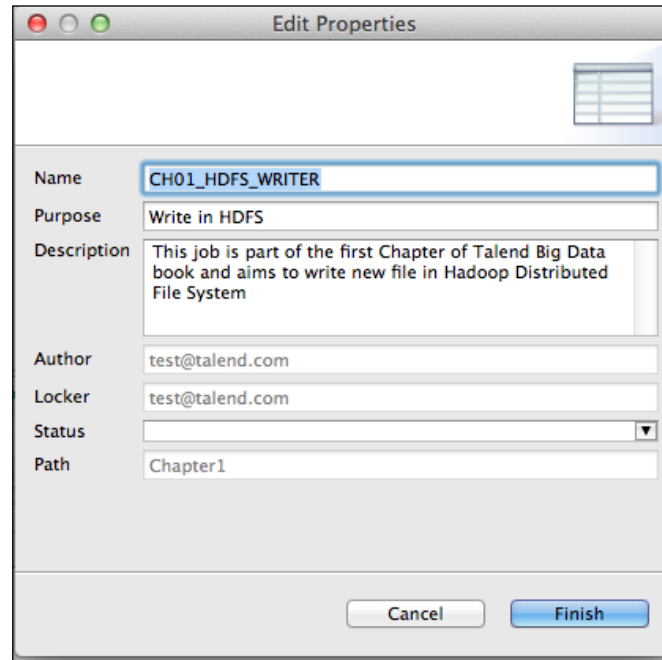 Edit Properties
Name CH01_HDFS_WRITER
Purpose Write in HDFS
Description This job is part of the first Chapter of Talend Big Data
book and aims to write new file in Hadoop Distributed
File System
Author test@talend.com
Locker test@talend.com
Status
Path Chapter1
Cancel Finish